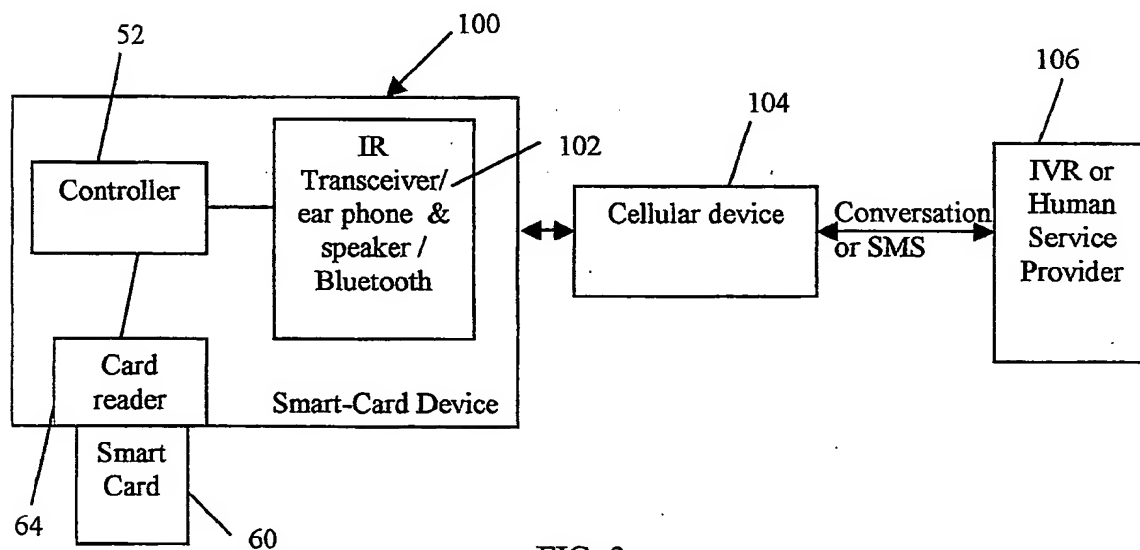 52
100
104
106
Controller
IR
Transceiver/
ear phone &
speaker /
Bluetooth
102
Cellular device
Conversation
or SMS
IVR or
Human
Service
Provider
Card
reader
Smart-Card Device
Smart
Card
64
60